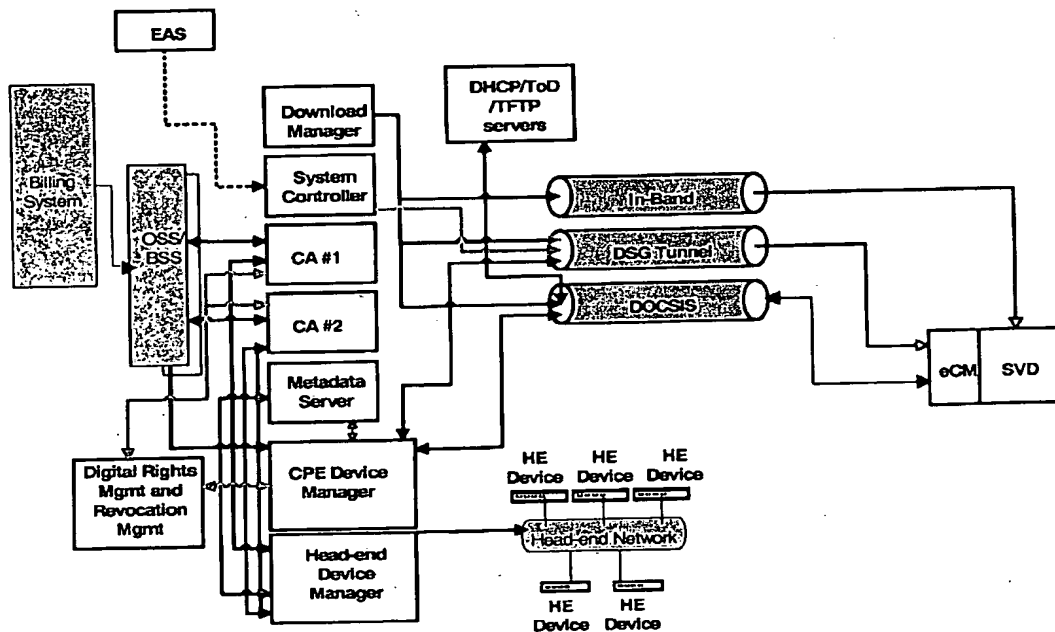 EAS
DHCP/ToD
/TFTP
servers
Download
Manager
Billing
System
System
Controller
In-Band
OSS/
BSS
CA #1
DSG Tunnel
DOCSIS
CA #2
eCM
SVD
Metadata
Server
Digital Rights
Mgmt and
Revocation
Mgmt
CPE Device
Manager
HE
Device
HE
Device
HE
Device
Head-end Network
Head-end
Device
Manager
HE
Device
HE
Device